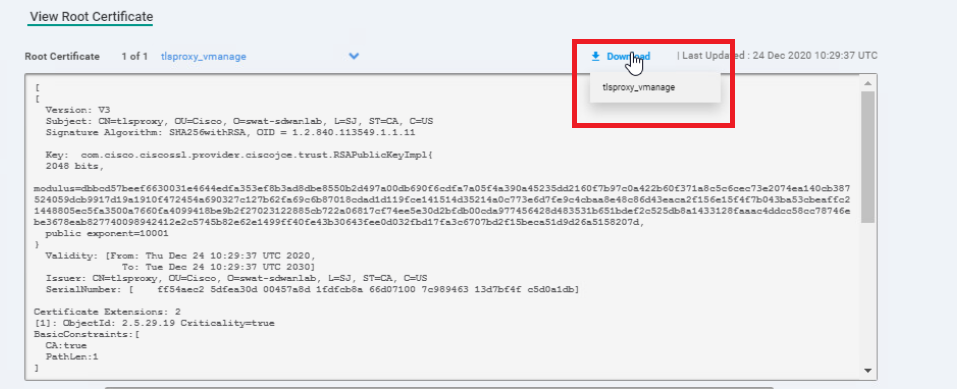 View Root Certificate
Root Certificate 1 of 1 tlsproxy_vmanage Download | Last Updated : 24 Dec 2020 10:29:37 UTC
tlsproxy_vmanage
[
[
Version: V3
Subject: CN=tlsproxy, OU=Cisco, O=swat-sdwanlab, L=SJ, ST=CA, C=US
Signature Algorithm: SHA256withRSA, OID = 1.2.840.113549.1.1.11
Key: com.cisco.ciscossl.provider.ciscojce.trust.RSAPublicKeyImpl{
2048 bits,
modulus=dbbcd57beef6630031e4644edfa353ef8b3ad8dbe8550b2d497a00db690f6cdfa7a05f4a390a45235dd2160f7b97c0a422b60f371a8c5c6cec73e2074ea140cb387
524059dcb9917d19a1910f472454a690327c127b62fa69c6b87018cdad1d119fce141514d35214a0c773e6d7fe9c4cbaa8e48c86d43eaca2f156e15f4f7b043ba53cbeaffc2
1448805ec5fa3500a7660fa4099418be9b2f27023122885cb722a06817cf74ee5e30d2bfdb00cda977456428d483531b651bdef2c525db8a1433128faaac4ddcc58cc78746e
be3678eab827740098942412e2c5745b82e62e1499ff40fe43b30643fee0d032fbd17fa3c6707bd2f15beca51d9d26a5158207d,
public exponent=10001
}
Validity: [From: Thu Dec 24 10:29:37 UTC 2020,
To: Tue Dec 24 10:29:37 UTC 2030]
Issuer: CN=tlsproxy, OU=Cisco, O=swat-sdwanlab, L=SJ, ST=CA, C=US
SerialNumber: [ ff54aec2 5dfea30d 00457a8d 1fdfcb8a 66d07100 7c989463 13d7bf4f c5d0a1db]
Certificate Extensions: 2
[1]: ObjectId: 2.5.29.19 Criticality=true
BasicConstraints:[
CA:true
PathLen:1
]